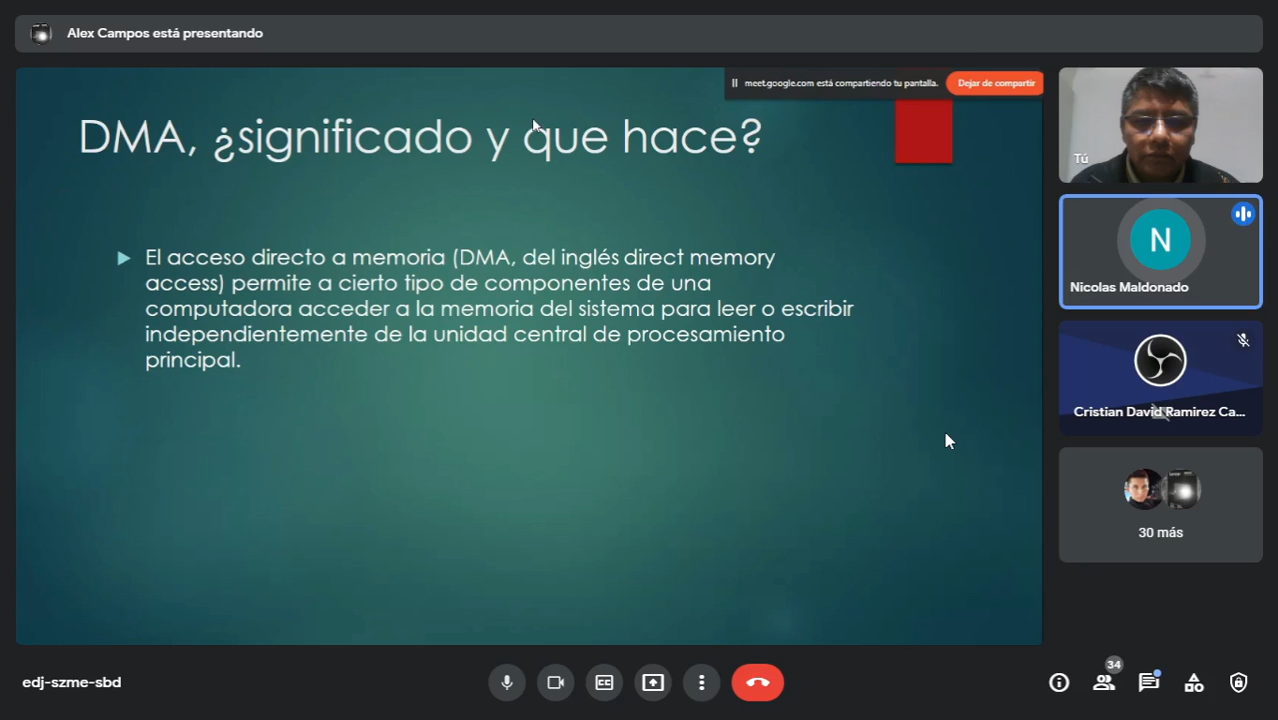 Alex Campos está presentando
meet.google.com está compartiendo tu pantalla.
Dejar de compartir
DMA, ¿significado y que hace?
El acceso directo a memoria (DMA, del inglés direct memory
access) permite a cierto tipo de componentes de una
computadora acceder a la memoria del sistema para leer o escribir
independientemente de la unidad central de procesamiento
principal.
Tú
N
Nicolas Maldonado
Cristian David Ramirez Ca...
30 más
edj-szme-sbd
CC
34